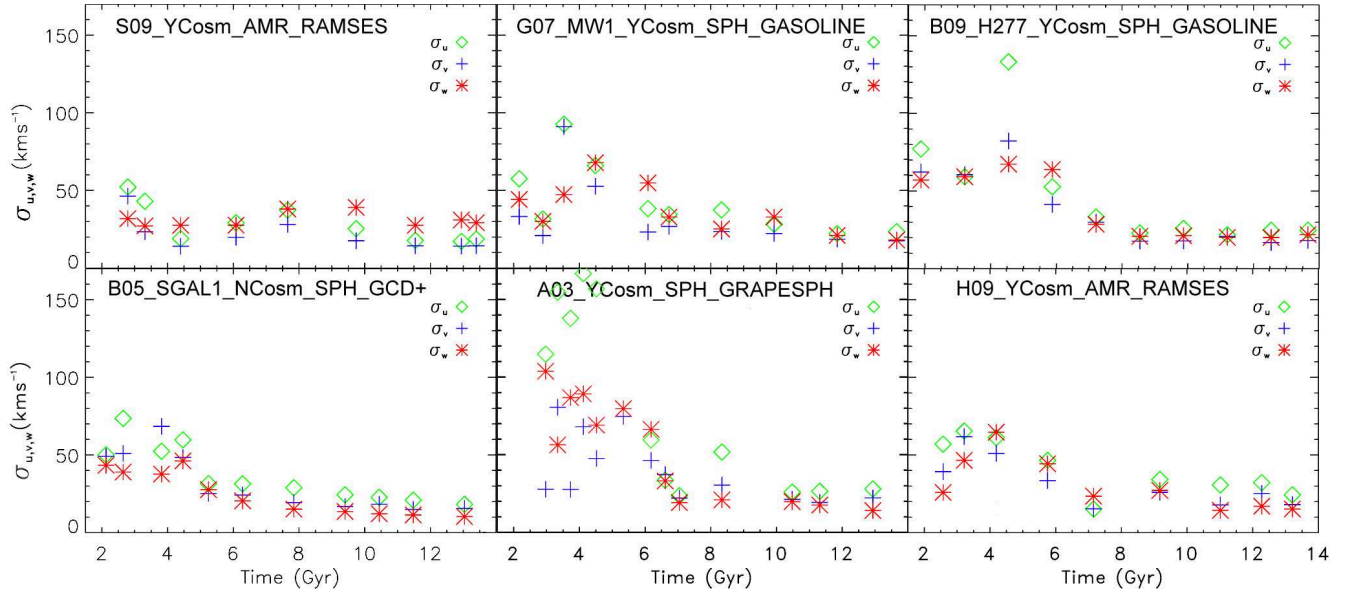 S09_YCosm_AMR_RAMSES
G07_MW1_YCosm_SPH_GASOLINE
B09_H277_YCosm_SPH_GASOLINE
σu
σv
σw
σu
σv
σw
σu
σv
σw
150
100
50
0
σu,v,w (kms⁻¹)
B05_SGAL1_NCosm_SPH_GCD+
A03_YCosm_SPH_GRAPESPH
H09_YCosm_AMR_RAMSES
σu
σv
σw
σu
σv
σw
σu
σv
σw
150
100
50
0
σu,v,w (kms⁻¹)
2 4 6 8 10 12
2 4 6 8 10 12
2 4 6 8 10 12 14
Time (Gyr)
Time (Gyr)
Time (Gyr)